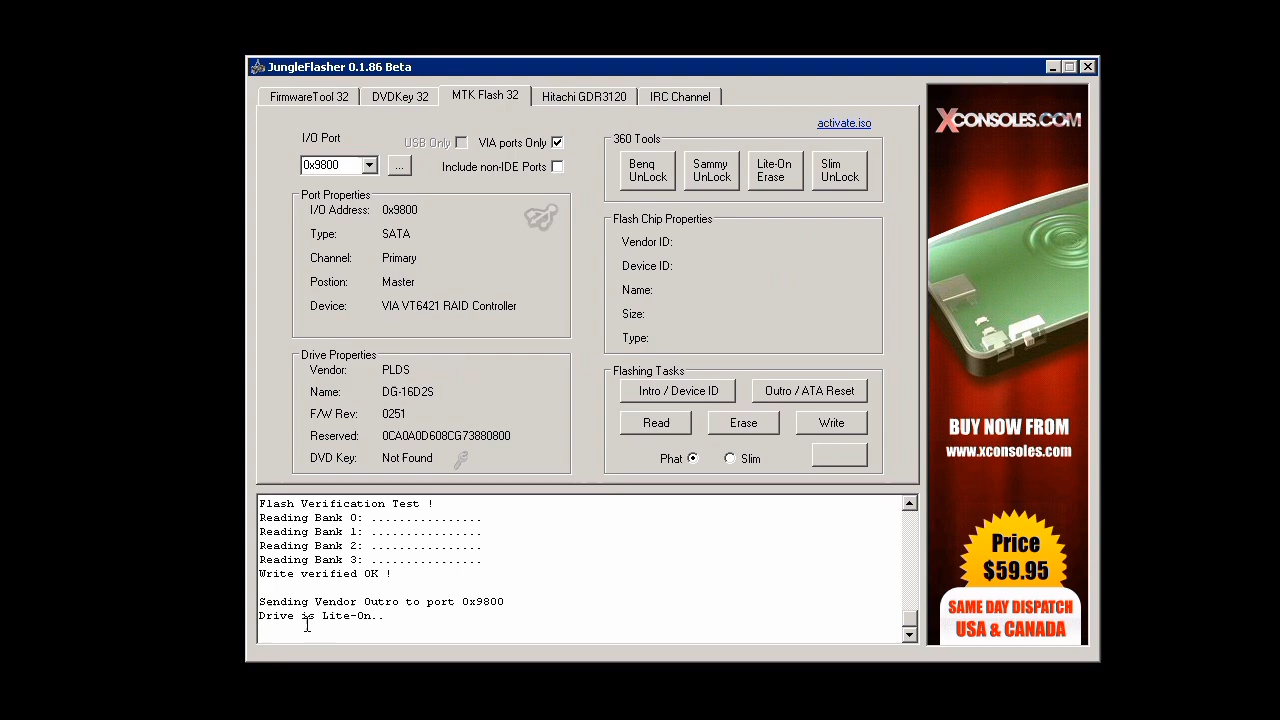 JungleFlasher 0.1.86 Beta
FirmwareTool 32
DVDKey 32
MTK Flash 32
Hitachi GDR3120
IRC Channel
I/O Port
USB Only
VIA ports Only
0x9800
...
Include non-IDE Ports
Port Properties
I/O Address: 0x9800
Type: SATA
Channel: Primary
Postion: Master
Device: VIA VT6421 RAID Controller
Drive Properties
Vendor: PLDS
Name: DG-16D2S
F/W Rev: 0251
Reserved: 0CA0A0D608CG73880800
DVD Key: Not Found
activate.iso
360 Tools
Benq
UnLock
Sammy
UnLock
Lite-On
Erase
Slim
UnLock
Flash Chip Properties
Vendor ID:
Device ID:
Name:
Size:
Type:
Flashing Tasks
Intro / Device ID
Outro / ATA Reset
Read
Erase
Write
Phat
Slim
Flash Verification Test !
Reading Bank 0: ................
Reading Bank 1: ................
Reading Bank 2: ................
Reading Bank 3: ................
Write verified OK !
Sending Vendor Outro to port 0x9800
Drive is Lite-On..
XCONSOLES.COM
BUY NOW FROM
www.xconsoles.com
Price
$59.95
SAME DAY DISPATCH
USA & CANADA